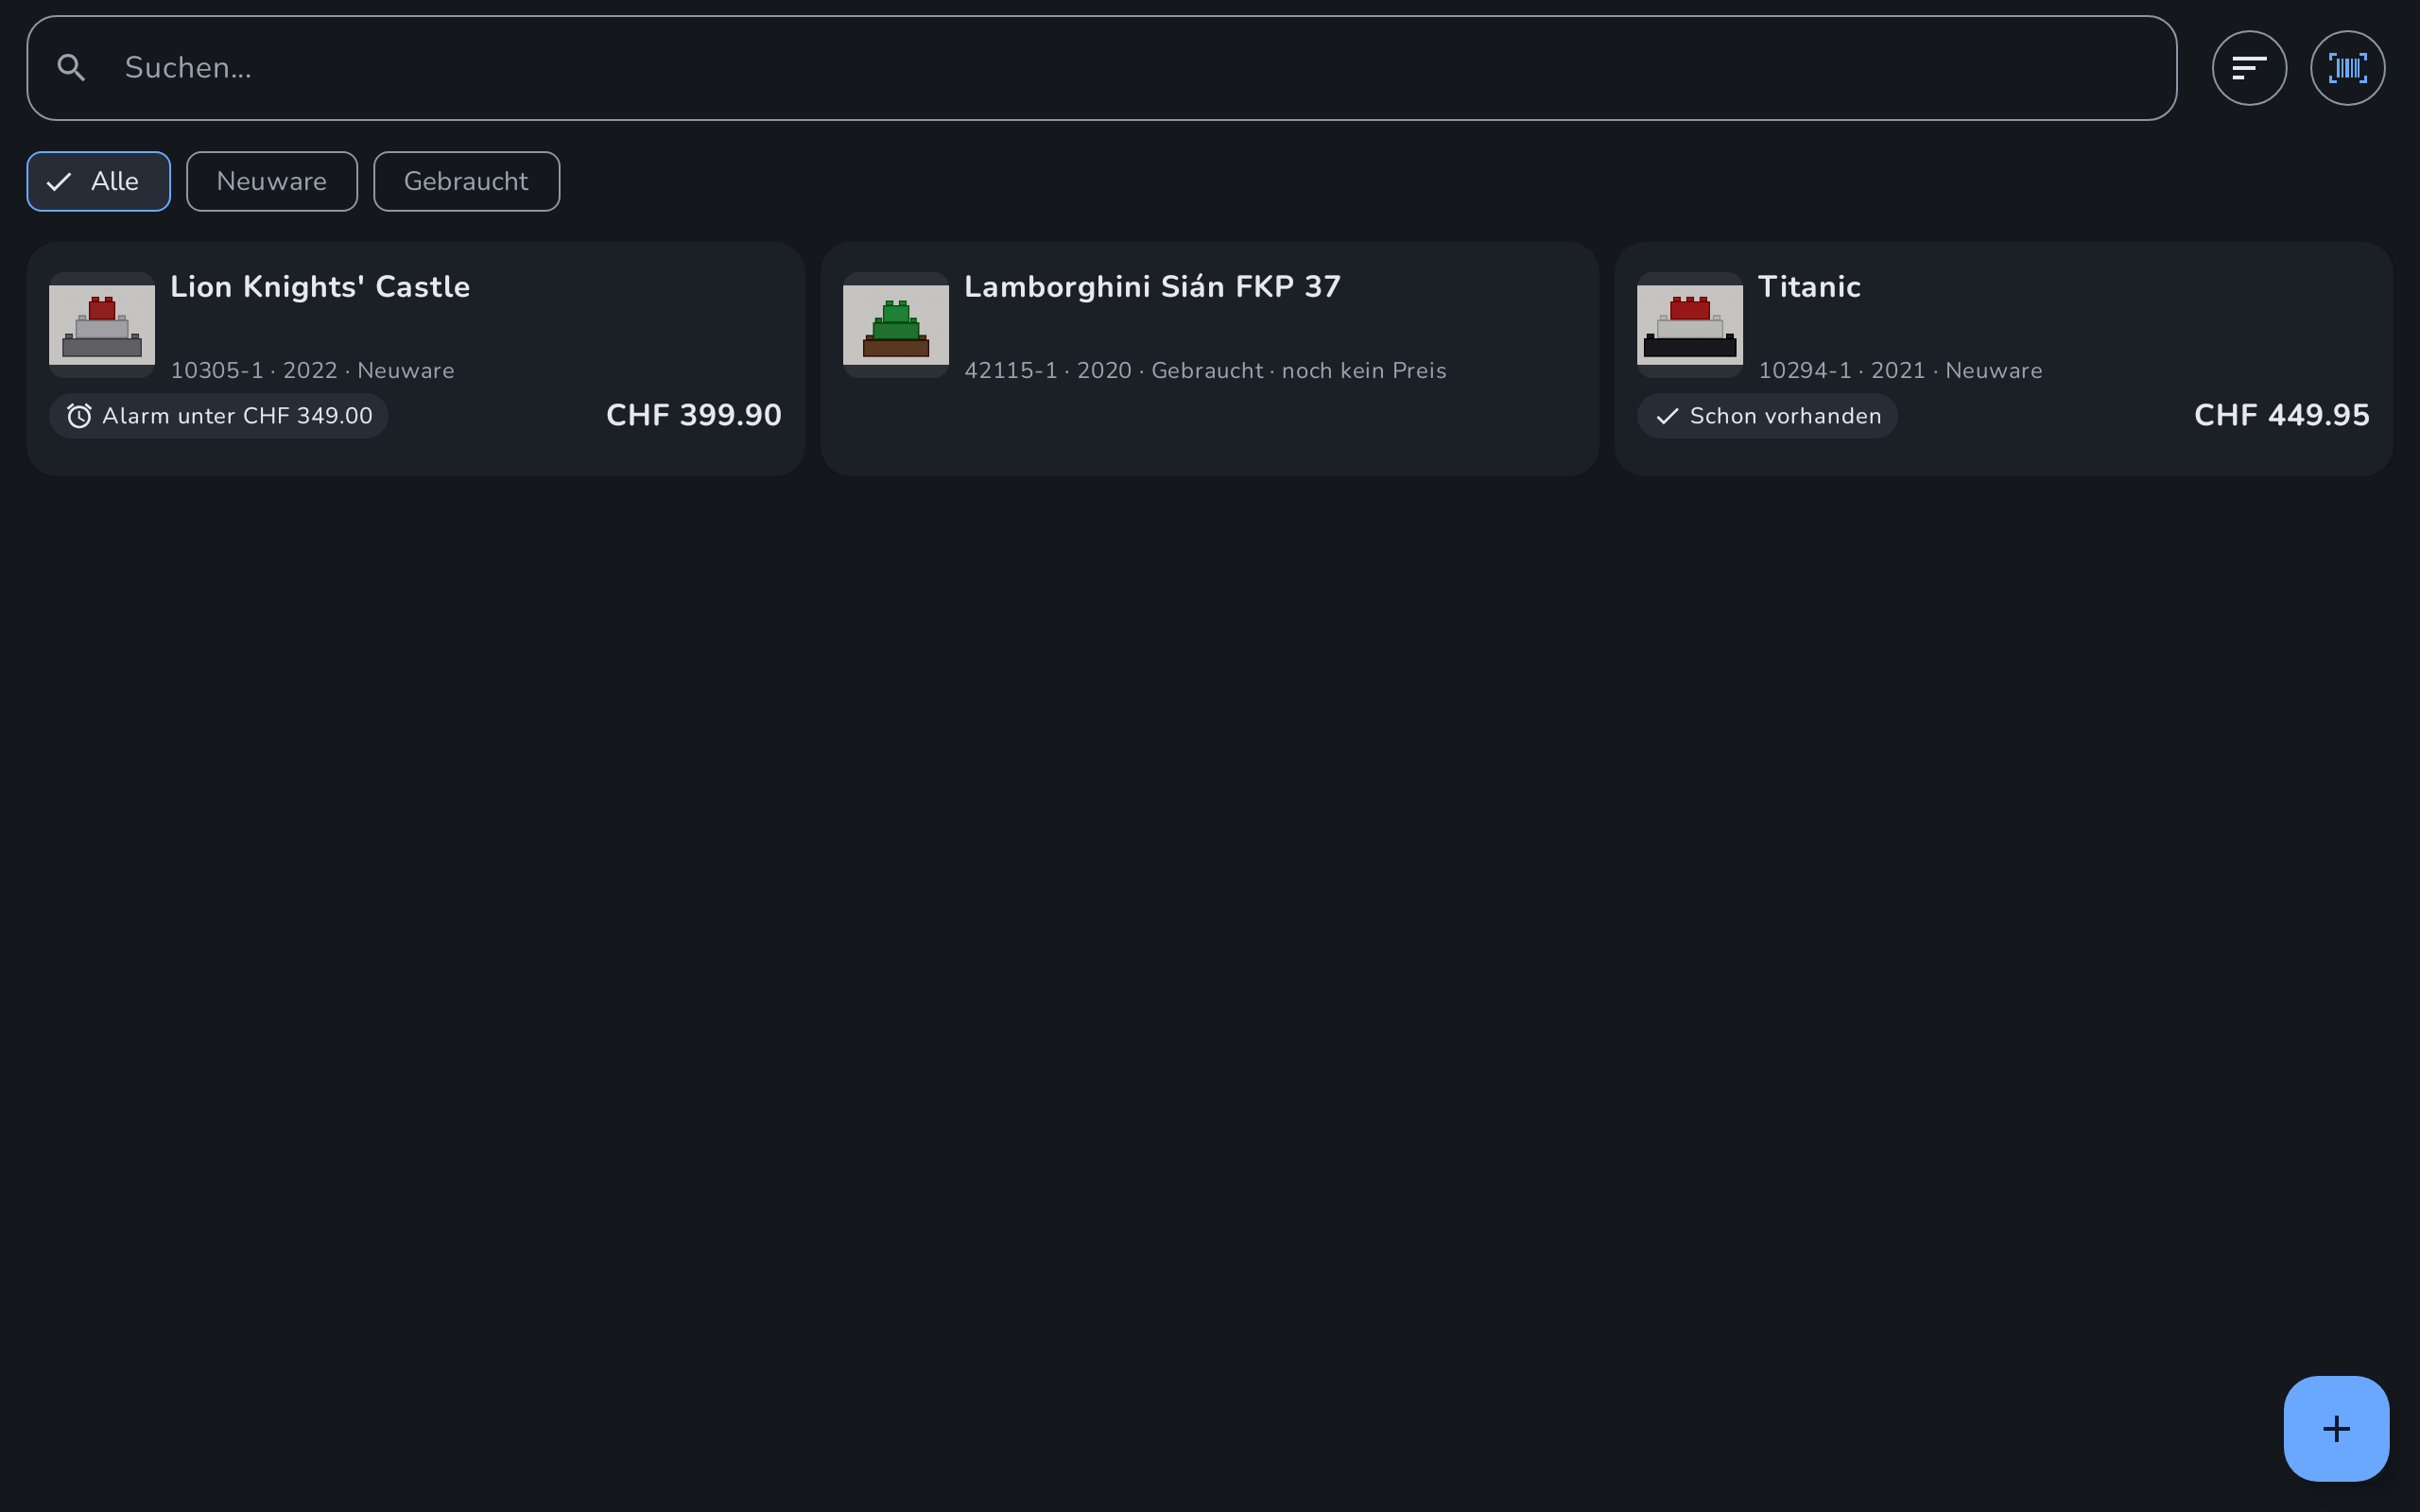 Suchen...
Alle
Neuware
Gebraucht
Lion Knights' Castle
10305-1 · 2022 · Neuware
Alarm unter CHF 349.00
CHF 399.90
Lamborghini Sián FKP 37
42115-1 · 2020 · Gebraucht · noch kein Preis
Titanic
10294-1 · 2021 · Neuware
Schon vorhanden
CHF 449.95